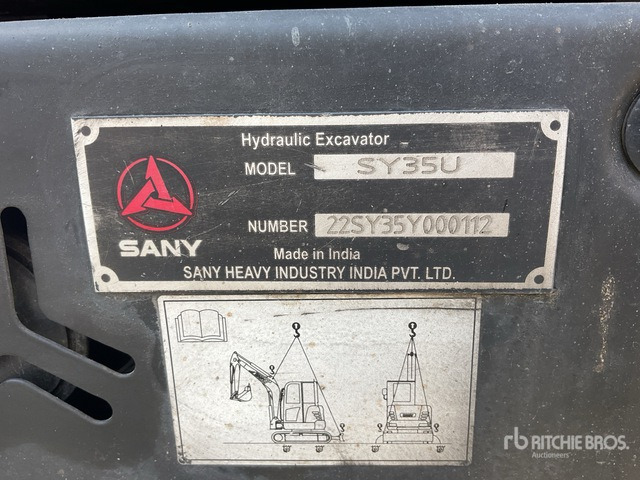 Hydraulic Excavator
MODEL SY35U
NUMBER 22SY35Y000112
SANY
Made in India
SANY HEAVY INDUSTRY INDIA PVT. LTD.
rb RITCHIE BROS.
Auctioneers